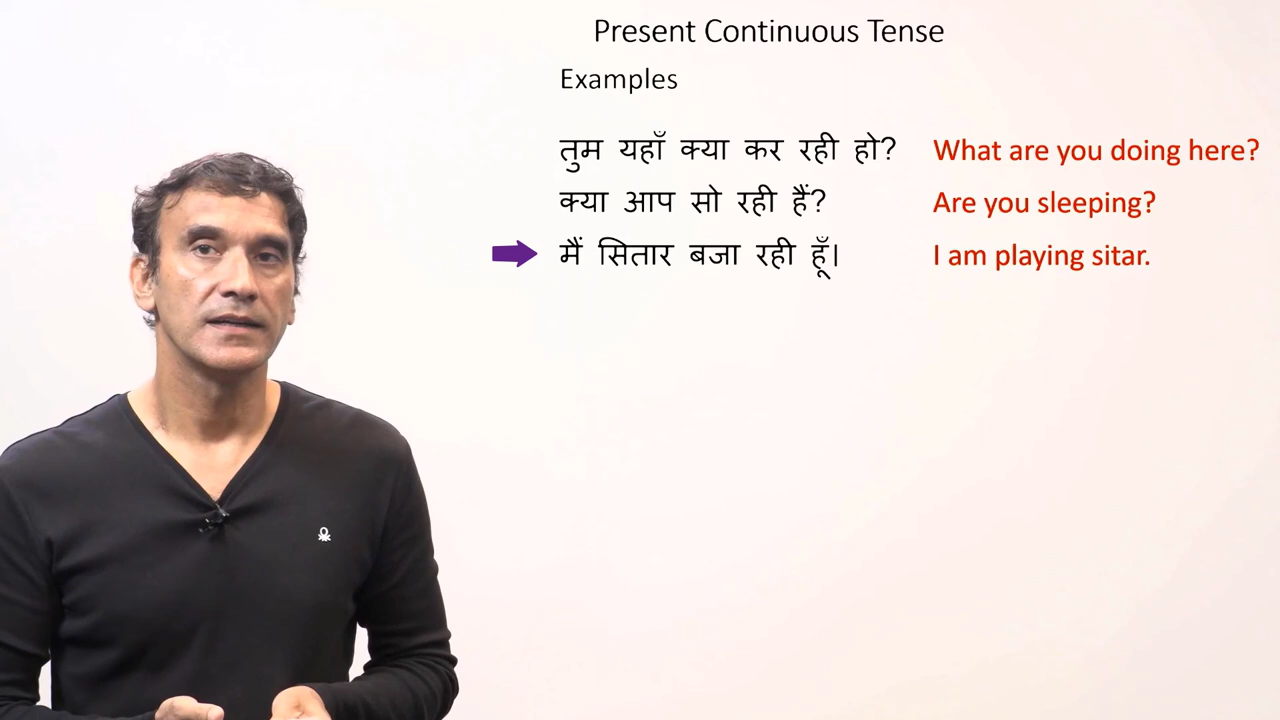 Present Continuous Tense
Examples
तुम यहाँ क्या कर रही हो? What are you doing here?
क्या आप सो रही हैं? Are you sleeping?
मैं सितार बजा रही हूँ। I am playing sitar.